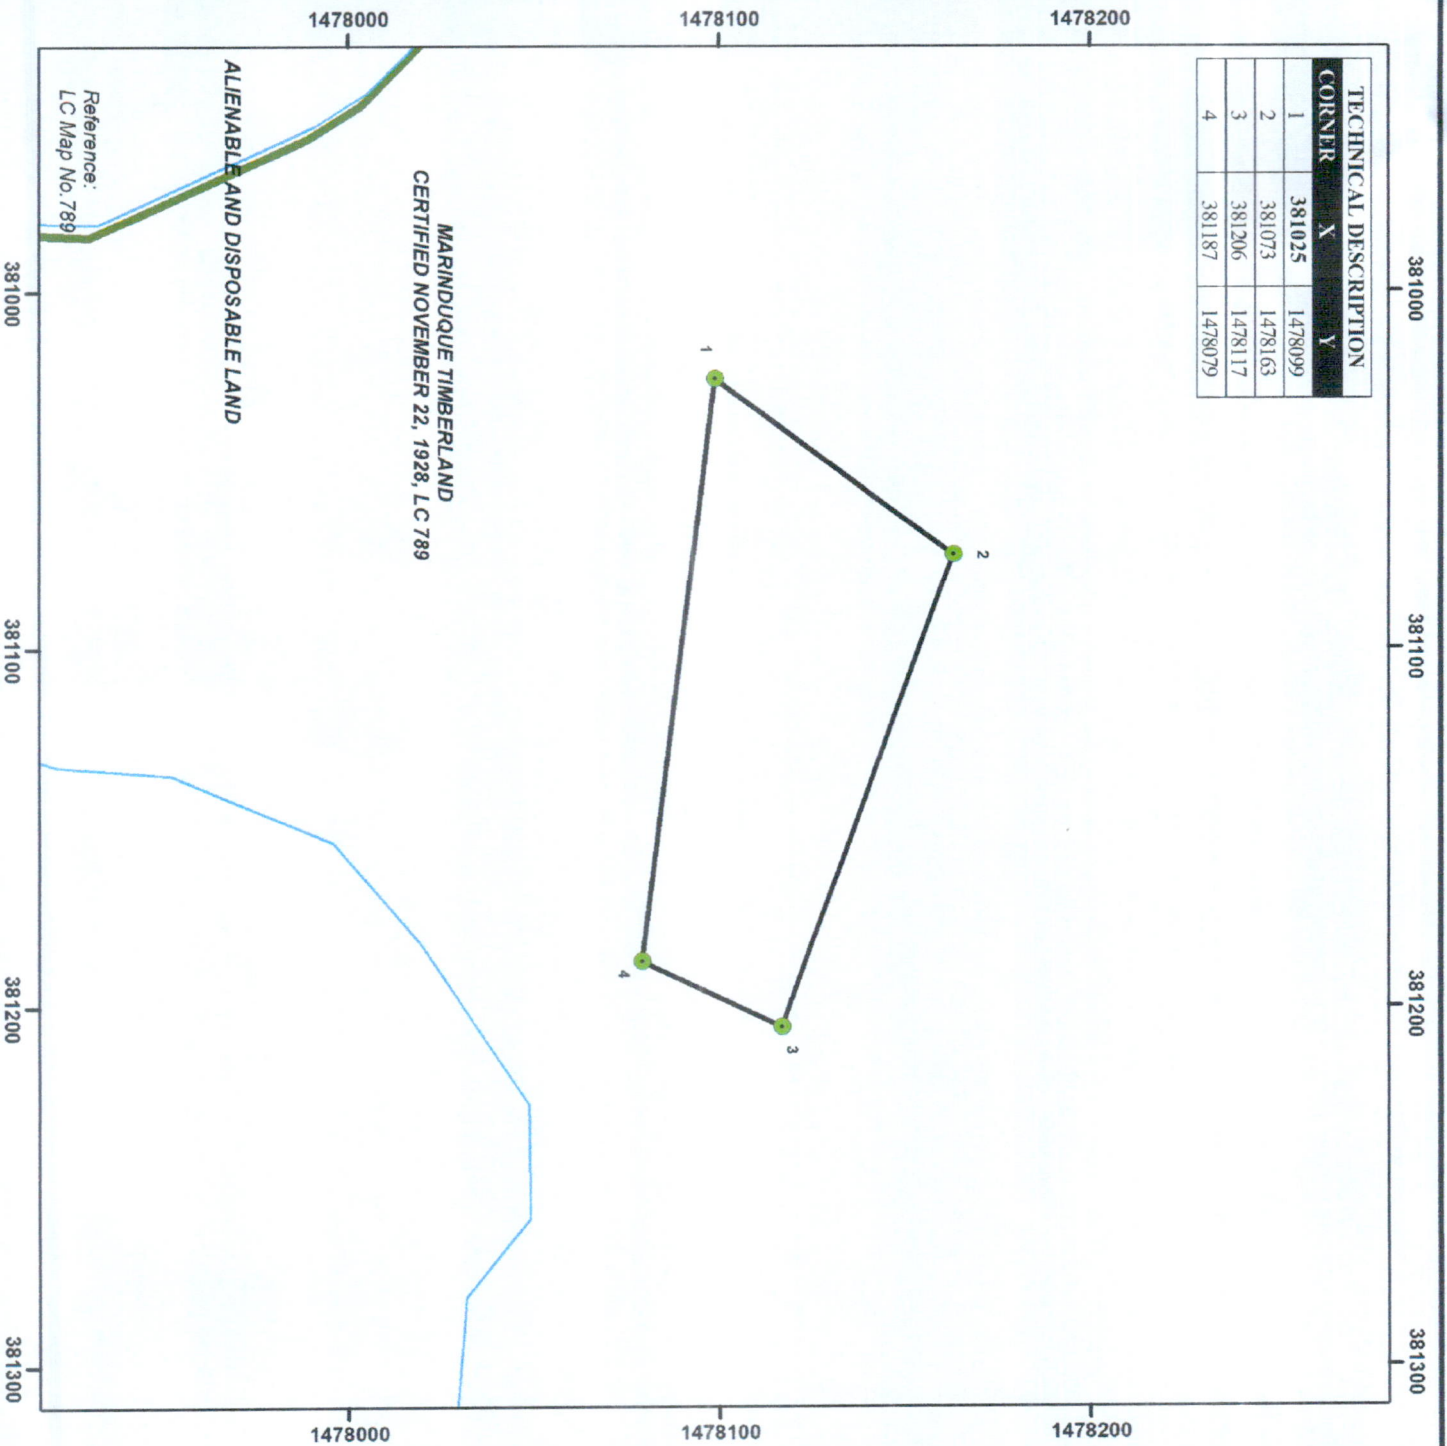 TECHNICAL DESCRIPTION
CORNER X Y
1 381025 1478099
2 381073 1478163
3 381206 1478117
4 381187 1478079
1478000 1478100 1478200
381000
381100
381200
381300
1
2
3
4
MARINDUQUE TIMBERLAND
CERTIFIED NOVEMBER 22, 1928, LC 789
ALIENABLE AND DISPOSABLE LAND
Reference:
LC Map No.789
381000
381100
381200
381300
1478000 1478100 1478200